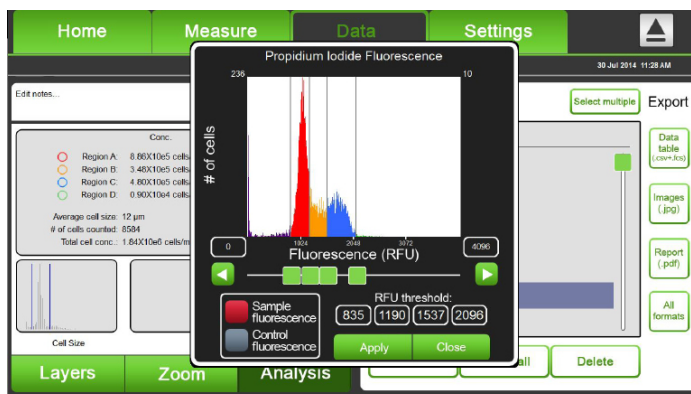 Home
Measure
Data
Settings
30 Jul 2014 11:28 AM
Edit notes...
Select multiple
Export
Conc.
Region A: 8.86X10e5 cells
Region B: 3.48X10e5 cells
Region C: 4.80X10e5 cells
Region D: 0.90X10e4 cells
Average cell size: 12 μm
# of cells counted: 8584
Total cell conc.: 1.84X10e6 cells/m
Cell Size
Propidium Iodide Fluorescence
236
10
# of cells
0
1024
2048
3072
4096
Fluorescence (RFU)
Sample
fluorescence
Control
fluorescence
RFU threshold:
835 1190 1537 2096
Apply
Close
Data
table
(.csv+.fcs)
Images
(.jpg)
Report
(.pdf)
All
formats
Layers
Zoom
Analysis
all
Delete